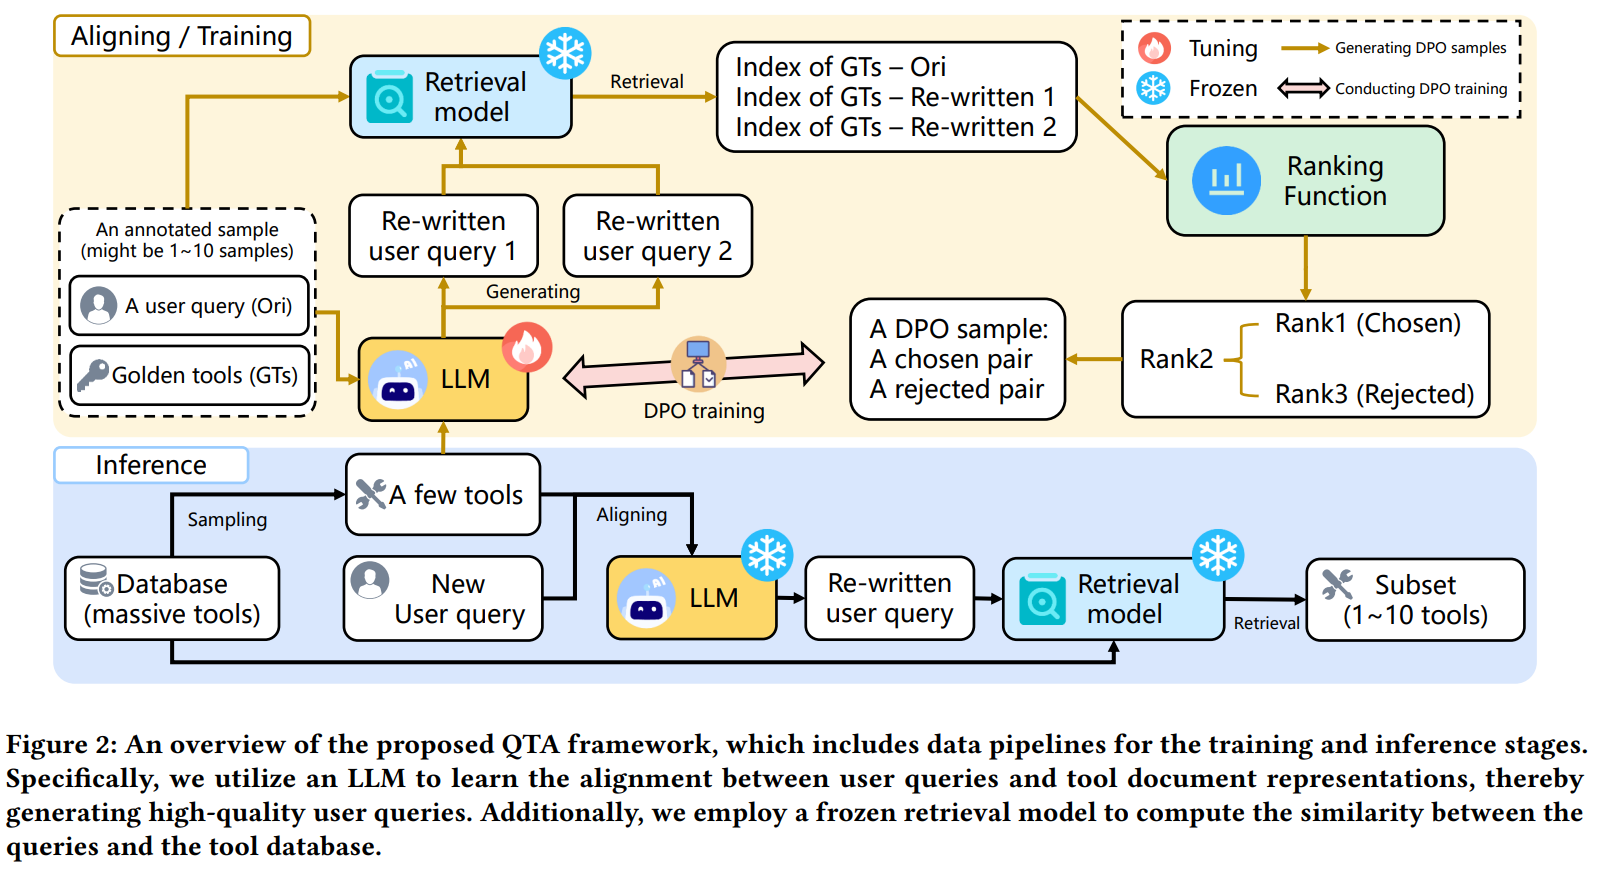 Aligning / Training
Tuning
Generating DPO samples
Frozen
Conducting DPO training
Retrieval
model
Retrieval
Index of GTs – Ori
Index of GTs – Re-written 1
Index of GTs – Re-written 2
Ranking
Function
An annotated sample
(might be 1~10 samples)
A user query (Ori)
Golden tools (GTs)
Re-written
user query 1
Re-written
user query 2
Generating
AI
LLM
DPO training
A DPO sample:
A chosen pair
A rejected pair
Rank2
Rank1 (Chosen)
Rank3 (Rejected)
Inference
Sampling
A few tools
Aligning
Database
(massive tools)
New
User query
AI
LLM
Re-written
user query
Retrieval
model
Retrieval
Subset
(1~10 tools)
Figure 2: An overview of the proposed QTA framework, which includes data pipelines for the training and inference stages.
Specifically, we utilize an LLM to learn the alignment between user queries and tool document representations, thereby
generating high-quality user queries. Additionally, we employ a frozen retrieval model to compute the similarity between the
queries and the tool database.